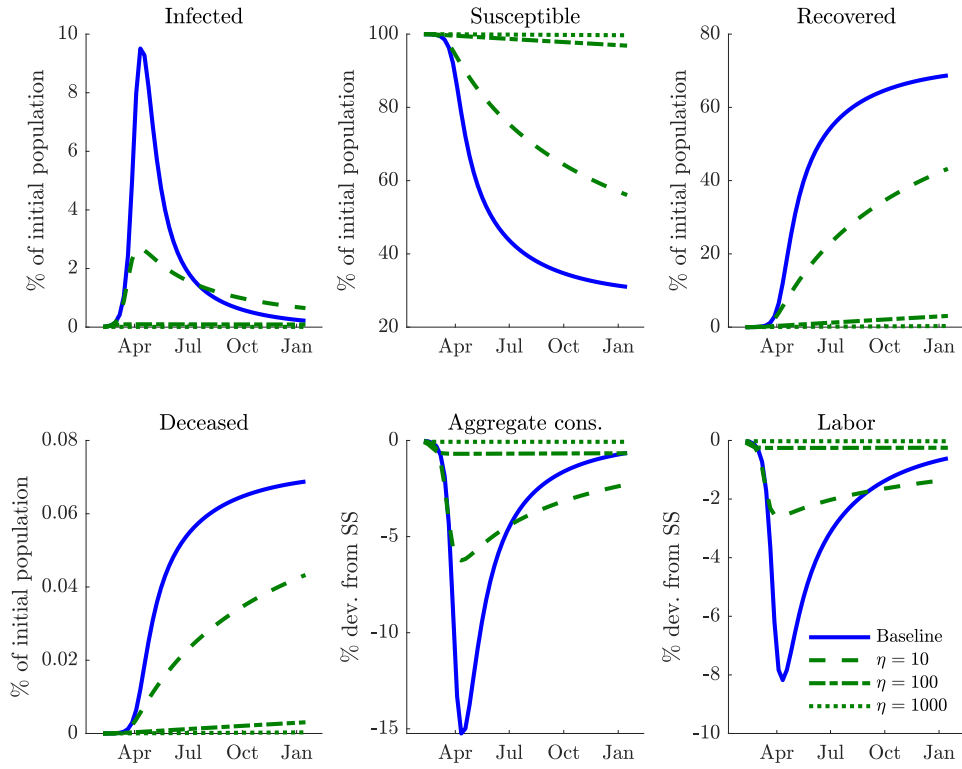 Infected
Susceptible
Recovered
% of initial population
10
8
6
4
2
0
Apr Jul Oct Jan
% of initial population
100
80
60
40
20
Apr Jul Oct Jan
% of initial population
80
60
40
20
0
Apr Jul Oct Jan
Deceased
Aggregate cons.
Labor
% of initial population
0.08
0.06
0.04
0.002
0
Apr Jul Oct Jan
% dev. from SS
0
-5
-10
-15
Apr Jul Oct Jan
% dev. from SS
0
-2
-4
-6
-8
-10
Apr Jul Oct Jan
Baseline
η = 10
η = 100
η = 1000